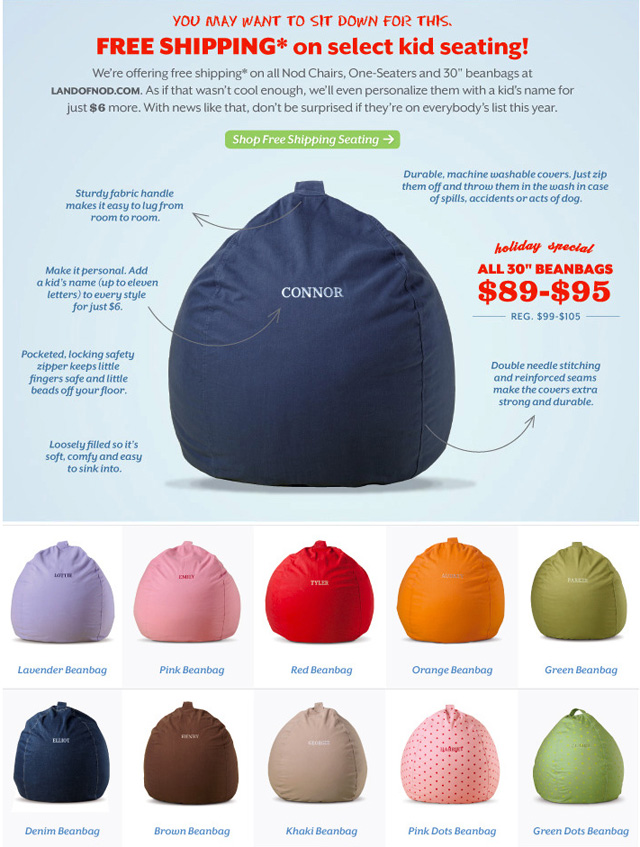 YOU MAY WANT TO SIT DOWN FOR THIS.
FREE SHIPPING* on select kid seating!
We're offering free shipping* on all Nod Chairs, One-Seaters and 30" beanbags at
LANDOFNOD.COM. As if that wasn't cool enough, we'll even personalize them with a kid's name for
just $6 more. With news like that, don't be surprised if they're on everybody's list this year.
Shop Free Shipping Seating →
Sturdy fabric handle
makes it easy to lug from
room to room.
Durable, machine washable covers. Just zip
them off and throw them in the wash in case
of spills, accidents or acts of dog.
holiday special
ALL 30" BEANBAGS
$89-$95
REG. $99-$105
Make it personal. Add
a kid's name (up to eleven
letters) to every style
for just $6.
CONNOR
Pocketed, locking safety
zipper keeps little
fingers safe and little
beads off your floor.
Double needle stitching
and reinforced seams
make the covers extra
strong and durable.
Loosely filled so it's
soft, comfy and easy
to sink into.
LOTTIE
EMILY
TYLER
PARKER
Lavender Beanbag
Pink Beanbag
Red Beanbag
Orange Beanbag
Green Beanbag
ELLIOT
HENRY
GEORGE
Denim Beanbag
Brown Beanbag
Khaki Beanbag
Pink Dots Beanbag
Green Dots Beanbag